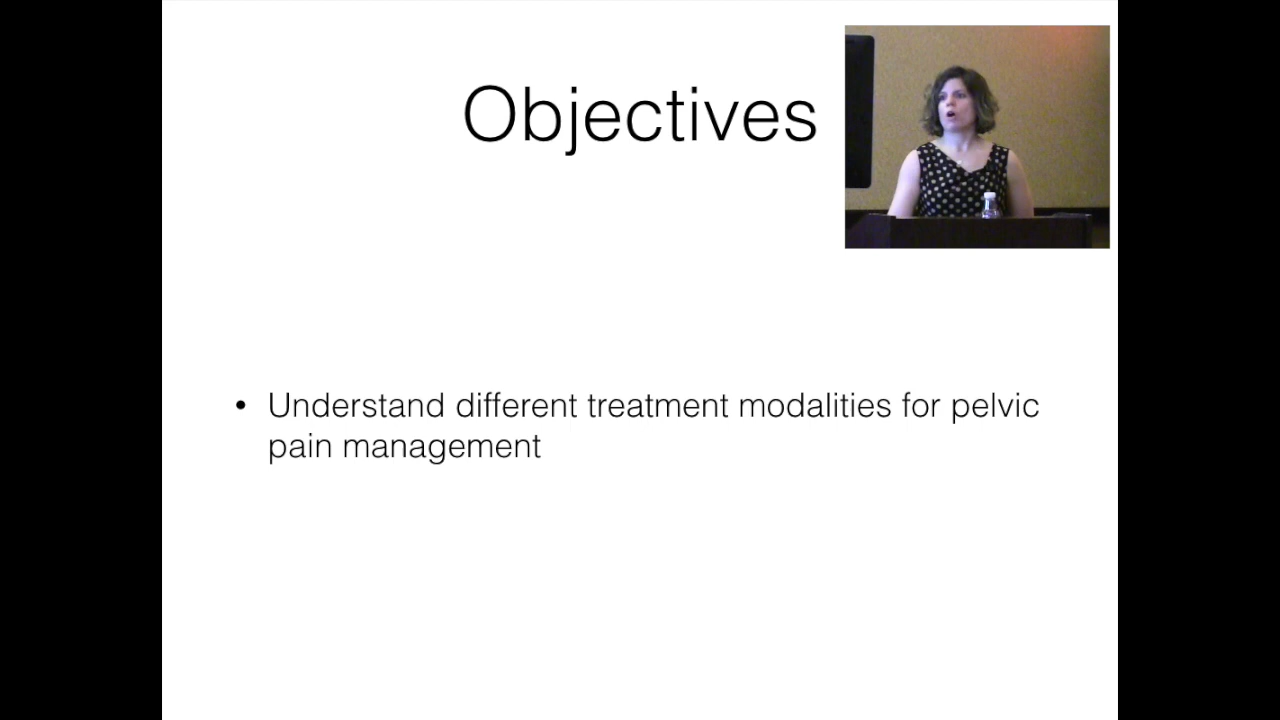 Objectives
• Understand different treatment modalities for pelvic
pain management